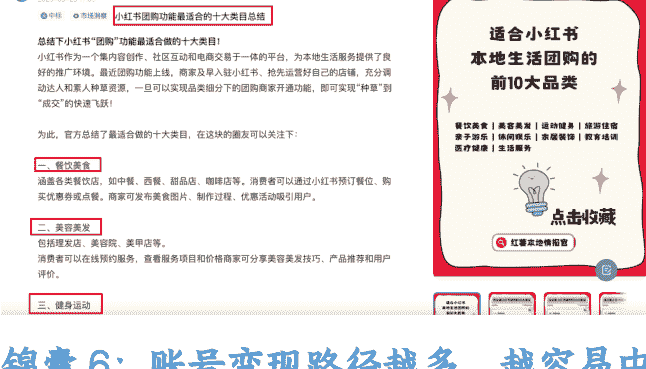 中标 市场洞察 小红书团购功能最适合的十大类目总结
总结下小红书“团购”功能最适合做的十大类目！
小红书作为一个集内容创作，社区互动和电商交易于一体的平台，为本地生活服务提供了良
好的推广环境。最近团购功能上线，商家及早入驻小红书、抢先运营好自己的店铺，充分调
动达人和素人种草资源，一旦可以实现品类细分下的团购商家开通功能，即可实现“种草”到
“成交”的快速飞跃！
为此，官方总结了最适合做的十大类目，在这块的圈友可以关注下：
一、餐饮美食
涵盖各类餐饮店，如中餐、西餐、甜品店、咖啡店等。消费者可以通过小红书预订餐位、购
买优惠券或点餐。商家可发布美食图片、制作过程、优惠活动吸引用户。
二、美容美发
包括理发店、美容院、美甲店等。
消费者可以在线预约服务，查看服务项目和价格商家可分享美容美发技巧、产品推荐和用户
评价。
三、健身运动
适合小红书
本地生活团购的
前10大品类
餐饮美食 | 美容美发 | 运动健身 | 旅游住宿
亲子游乐 | 休闲娱乐 | 家居装饰 | 教育培训
医疗健康 | 生活服务
点击收藏
红薯本地情报官
锦囊 6：账号变现路径越多，越容易出